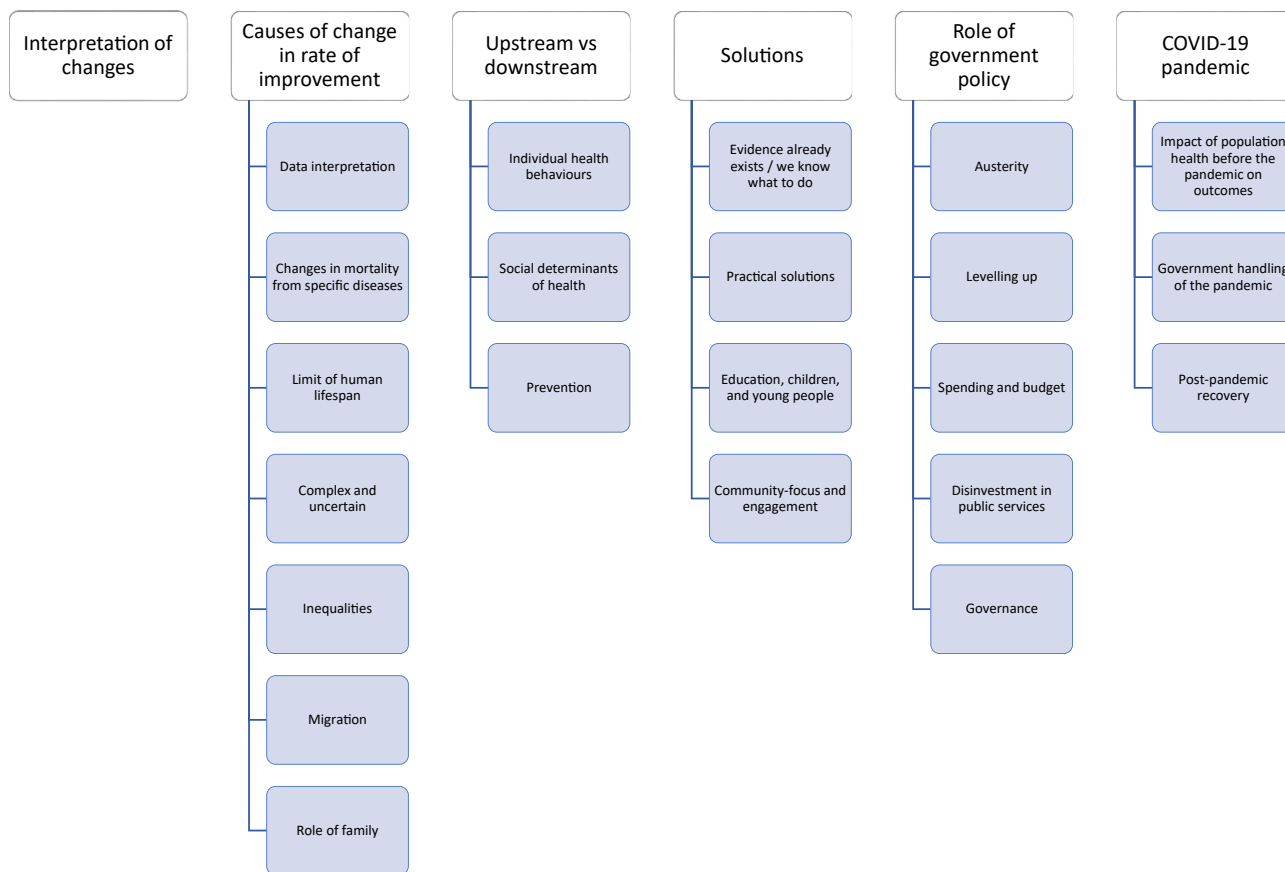 Interpretation of
changes
Causes of change
in rate of
improvement
Data interpretation
Changes in mortality
from specific diseases
Limit of human
lifespan
Complex and
uncertain
Inequalities
Migration
Role of family
Upstream vs
downstream
Individual health
behaviours
Social determinants
of health
Prevention
Solutions
Evidence already
exists / we know
what to do
Practical solutions
Education, children,
and young people
Community-focus and
engagement
Role of
government
policy
Austerity
Levelling up
Spending and budget
Disinvestment in
public services
Governance
COVID-19
pandemic
Impact of population
health before the
pandemic on
outcomes
Government handling
of the pandemic
Post-pandemic
recovery